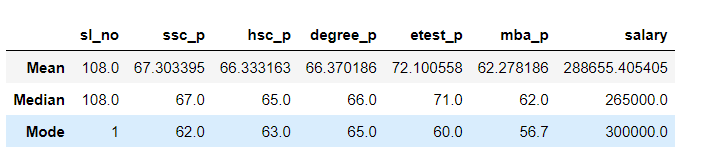 sl_no ssc_p hsc_p degree_p etest_p mba_p salary
Mean 108.0 67.303395 66.333163 66.370186 72.100558 62.278186 288655.405405
Median 108.0 67.0 65.0 66.0 71.0 62.0 265000.0
Mode 1 62.0 63.0 65.0 60.0 56.7 300000.0